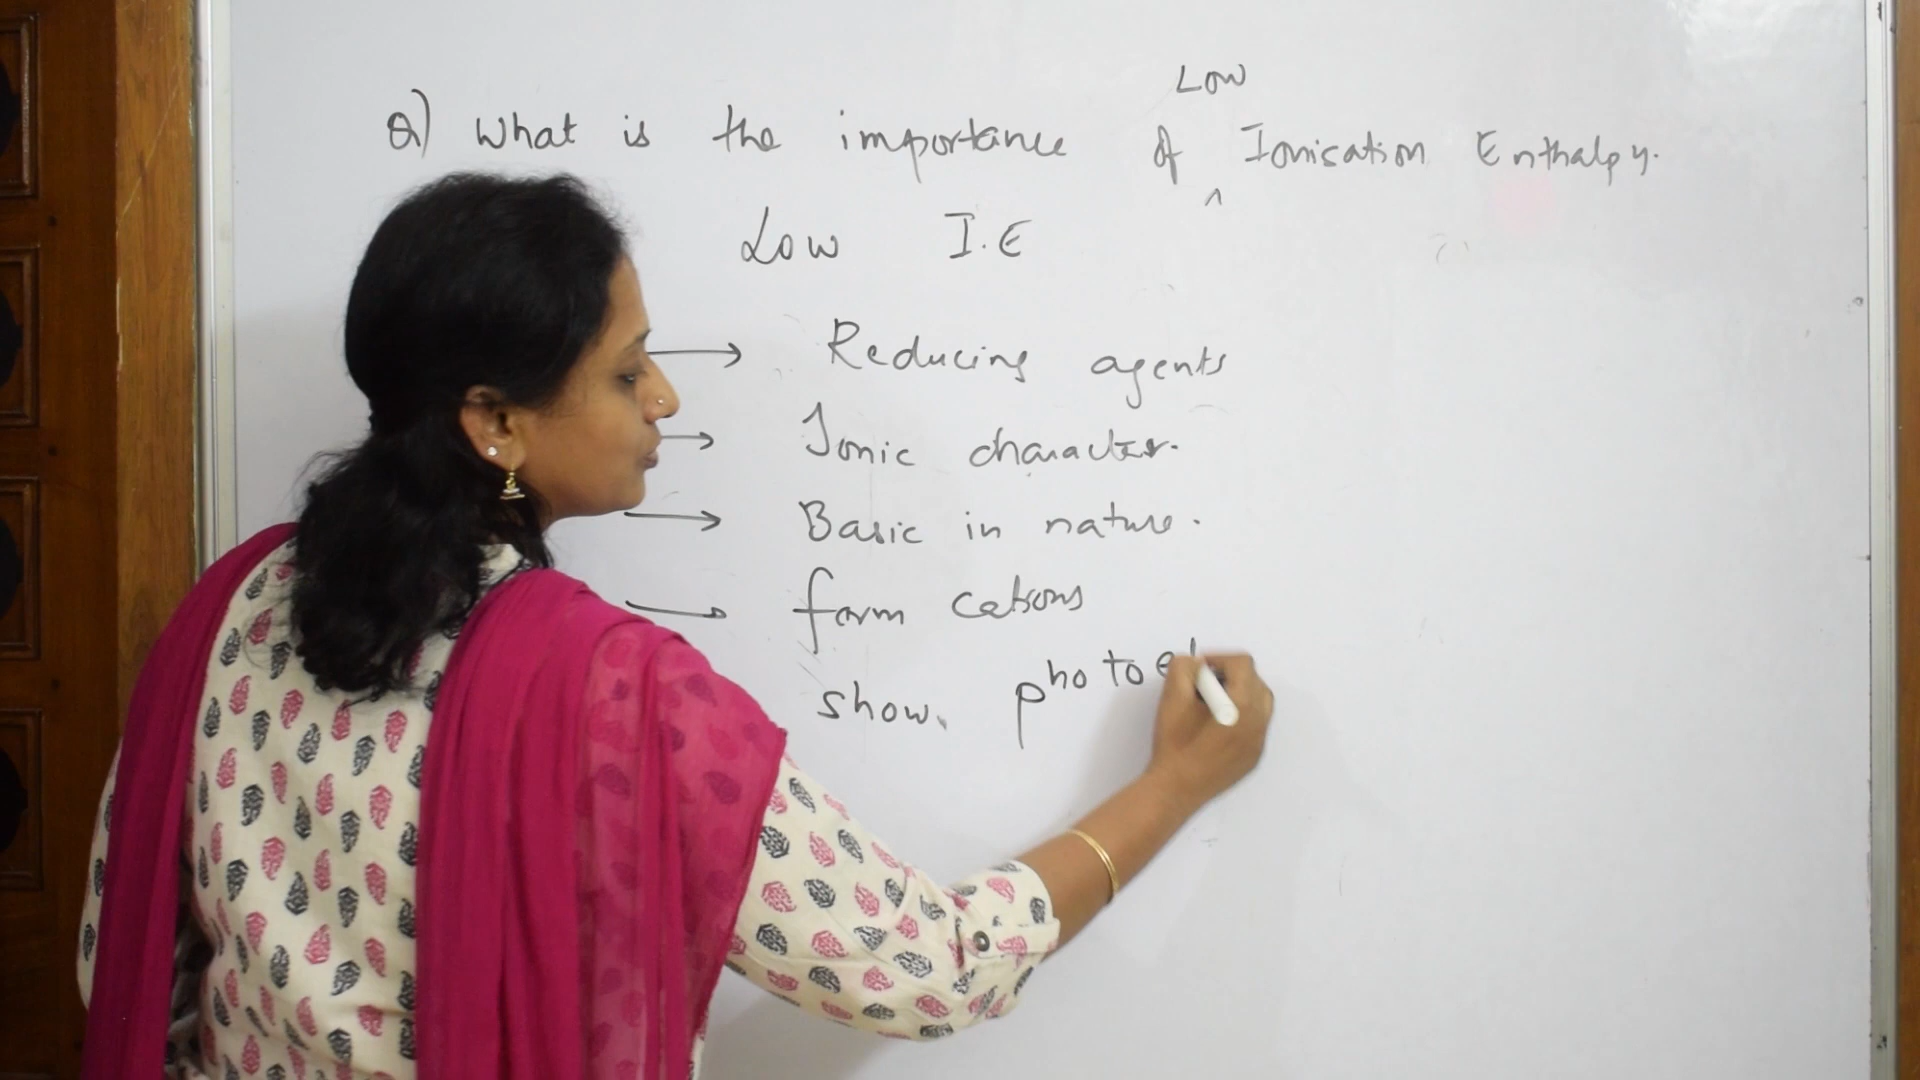 Low
Q) What is the importance of ^ Ionisation Enthalpy.
Low I.E
→ Reducing agents
→ Ionic character.
→ Basic in nature.
→ form cations
show photoel